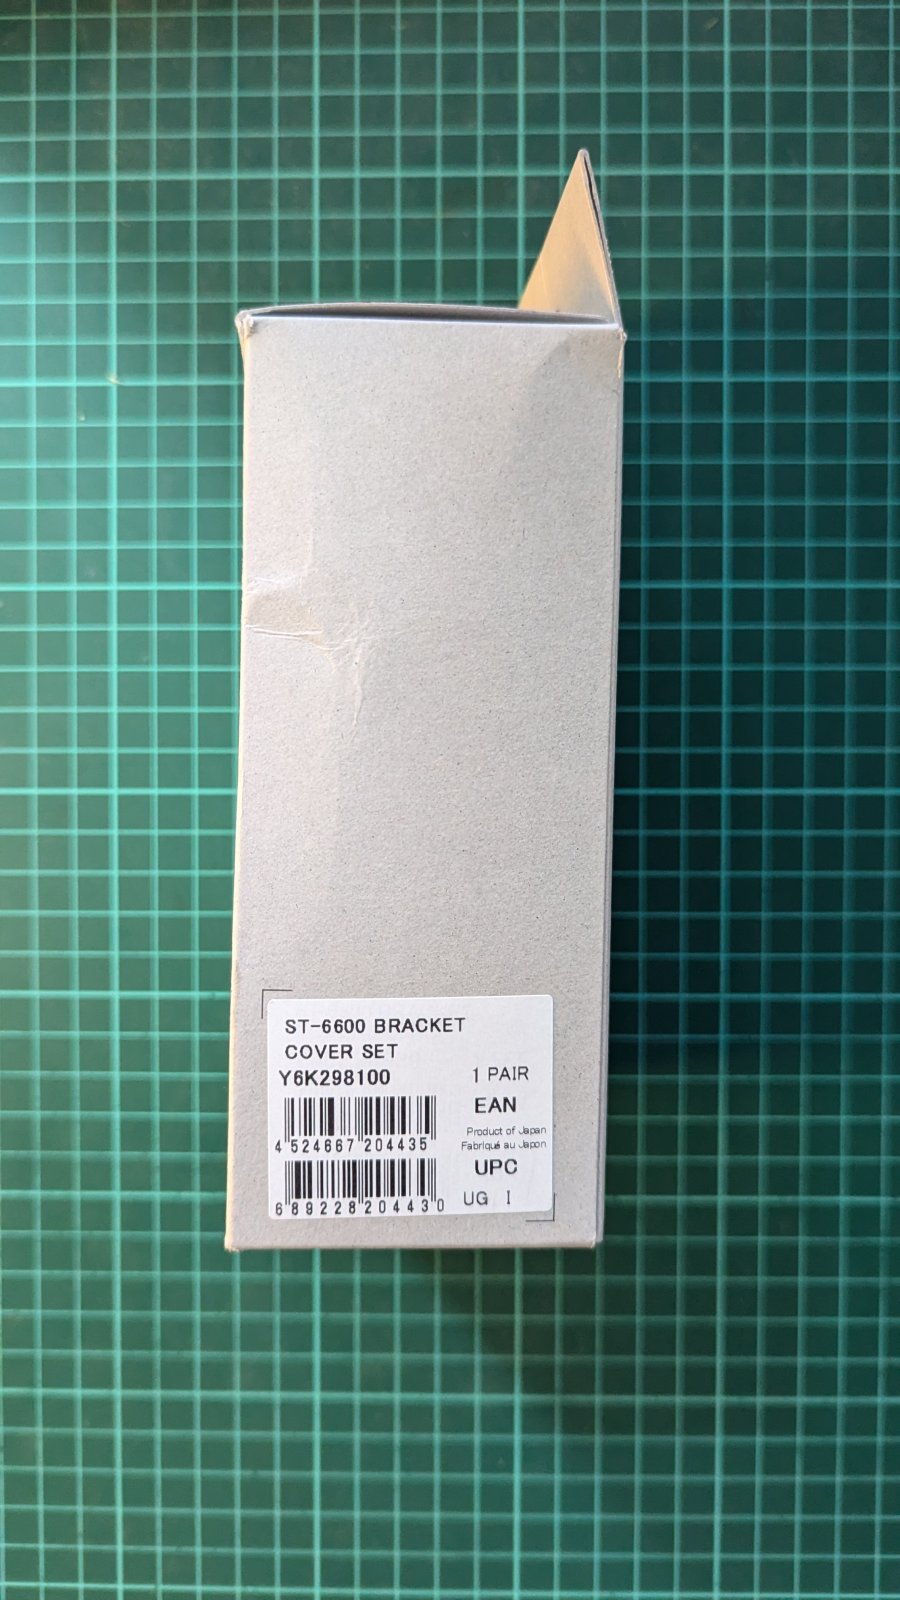 ST-6600 BRACKET
COVER SET
Y6K298100
1 PAIR
EAN
Product of Japan
Fabriqué au Japon
4 524667 204435
UPC
UG I
6 89228 20443 0